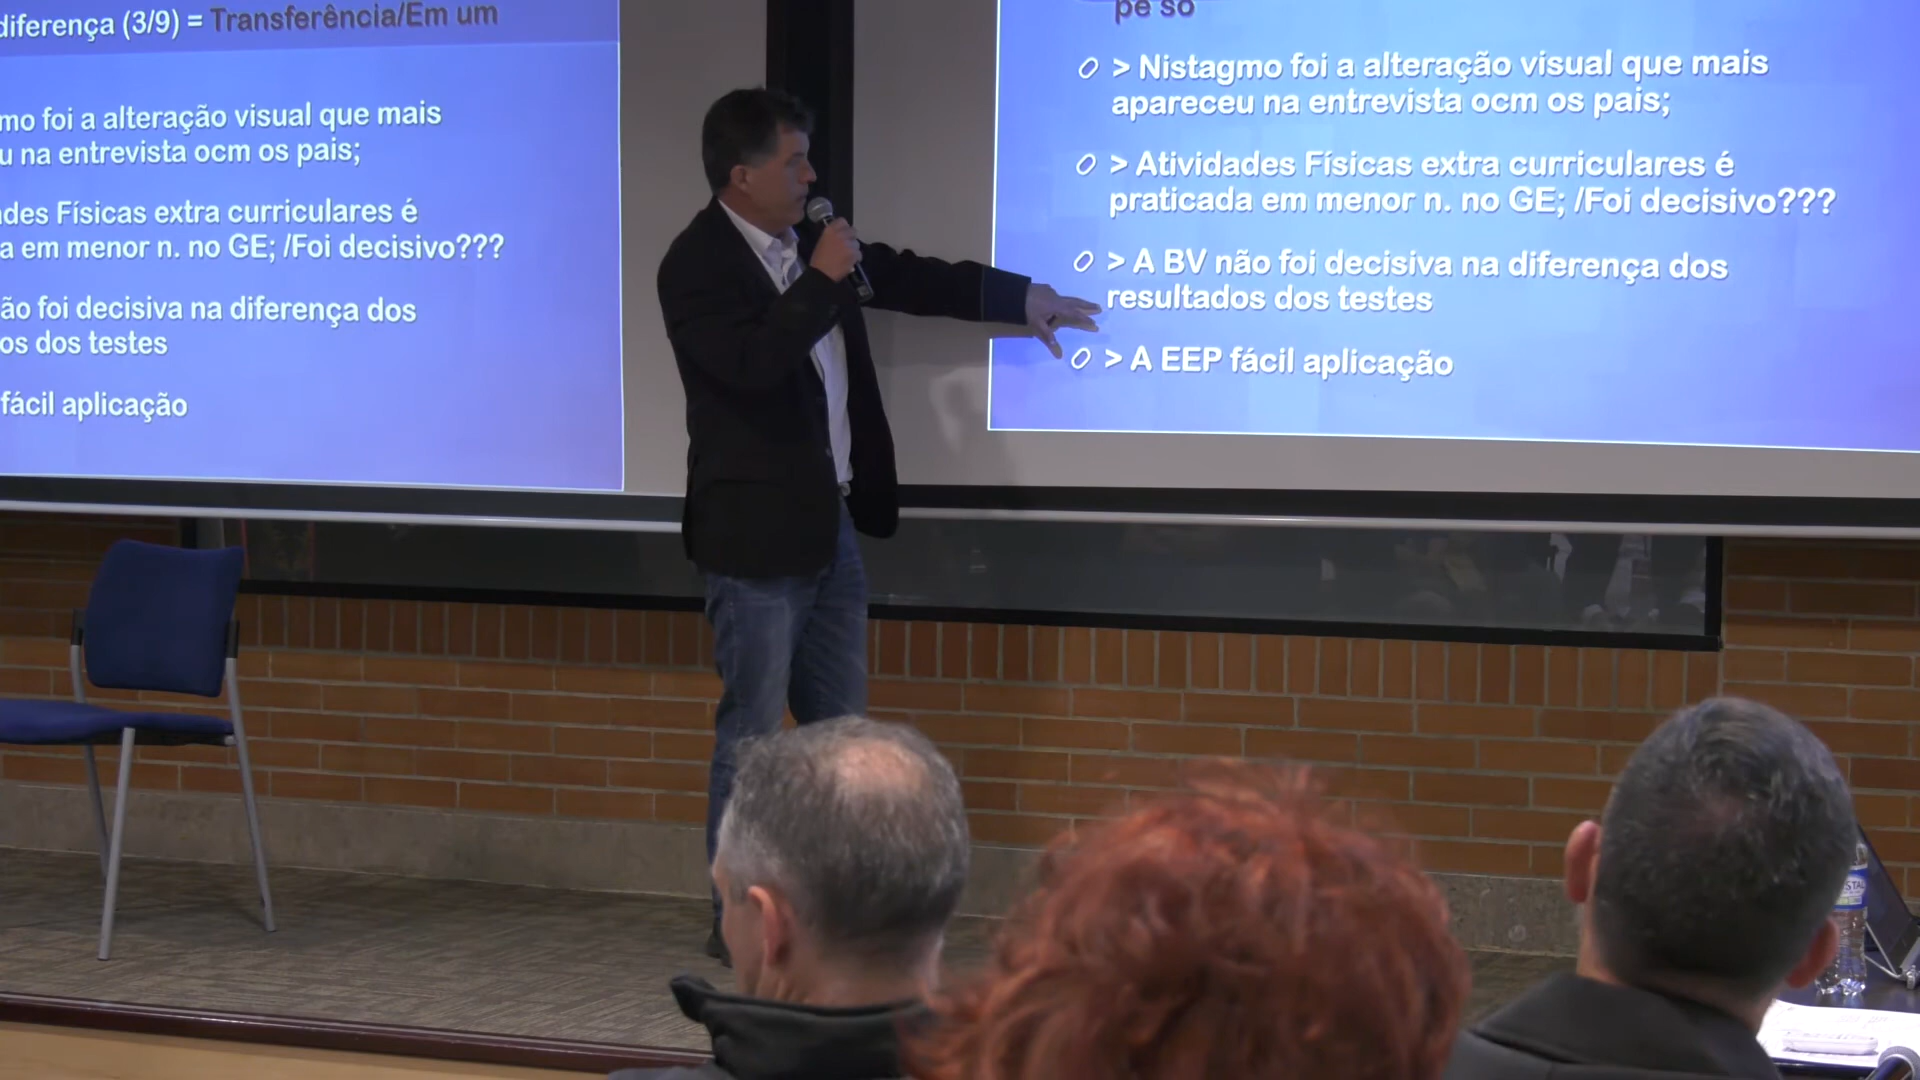 diferença (3/9) = Transferência/Em um
mo foi a alteração visual que mais
u na entrevista ocm os pais;
des Físicas extra curriculares é
a em menor n. no GE; /Foi decisivo???
ão foi decisiva na diferença dos
os dos testes
fácil aplicação
pé só
> Nistagmo foi a alteração visual que mais
apareceu na entrevista ocm os pais;
> Atividades Físicas extra curriculares é
praticada em menor n. no GE; /Foi decisivo???
> A BV não foi decisiva na diferença dos
resultados dos testes
> A EEP fácil aplicação